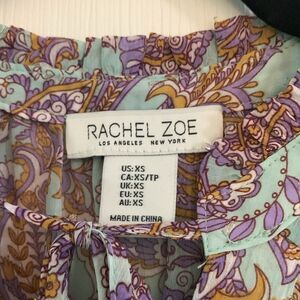 RACHEL ZOE
LOS ANGELES NEW YORK
US:XS
CA:XS/TP
UK:XS
EU:XS
AU:XS
MADE IN CHINA